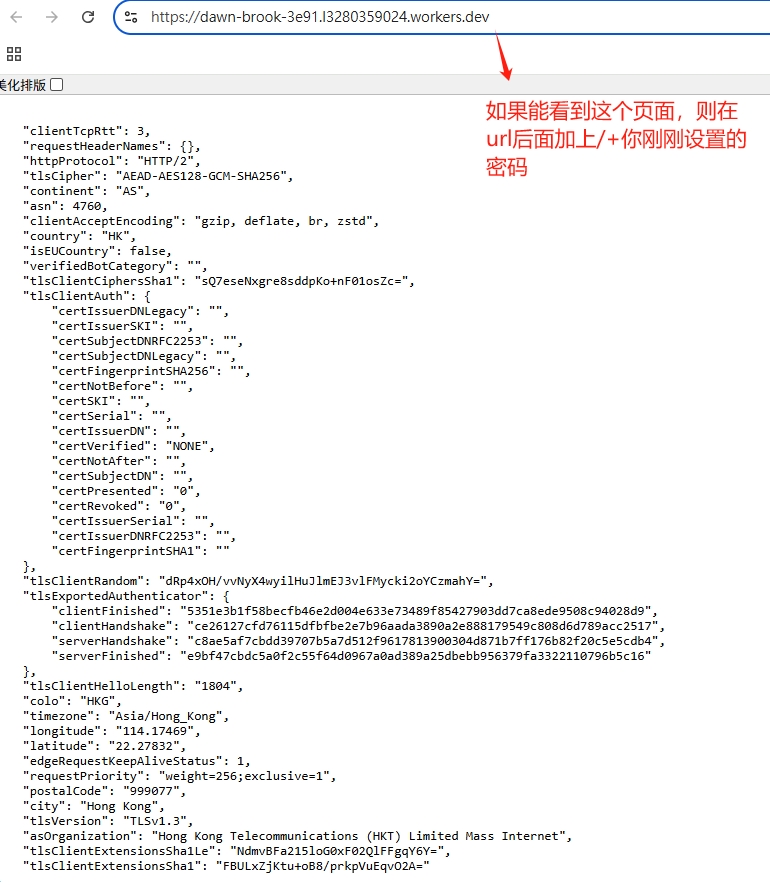 https://dawn-brook-3e91.l3280359024.workers.dev
美化排版
如果能看到这个页面，则在
url后面加上/+你刚刚设置的
密码
"clientTcpRtt": 3,
"requestHeaderNames": {},
"httpProtocol": "HTTP/2",
"tlsCipher": "AEAD-AES128-GCM-SHA256",
"continent": "AS",
"asn": 4760,
"clientAcceptEncoding": "gzip, deflate, br, zstd",
"country": "HK",
"isEUCountry": false,
"verifiedBotCategory": "",
"tlsClientCiphersSha1": "sQ7eseNxgre8sddpKo+nF01osZc=",
"tlsClientAuth": {
"certIssuerDNLegacy": "",
"certIssuerSKI": "",
"certSubjectDNRFC2253": "",
"certSubjectDNLegacy": "",
"certFingerprintSHA256": "",
"certNotBefore": "",
"certSKI": "",
"certSerial": "",
"certIssuerDN": "",
"certVerified": "NONE",
"certNotAfter": "",
"certSubjectDN": "",
"certPresented": "0",
"certRevoked": "0",
"certIssuerSerial": "",
"certIssuerDNRFC2253": "",
"certFingerprintSHA1": ""
},
"tlsClientRandom": "dRp4xOH/vvNyX4wyilHuJlmEJ3vlFMycki2oYCzmahY=",
"tlsExportedAuthenticator": {
"clientFinished": "5351e3b1f58becfb46e2d004e633e73489f85427903dd7ca8ede9508c94028d9",
"clientHandshake": "ce26127cfd76115dfbfbe2e7b96aada3890a2e888179549c808d6d789acc2517",
"serverHandshake": "c8ae5af7cbdd39707b5a7d512f9617813900304d871b7ff176b82f20c5e5cdb4",
"serverFinished": "e9bf47cbdc5a0f2c55f64d0967a0ad389a25dbebb956379fa3322110796b5c16"
},
"tlsClientHelloLength": "1804",
"colo": "HKG",
"timezone": "Asia/Hong_Kong",
"longitude": "114.17469",
"latitude": "22.27832",
"edgeRequestKeepAliveStatus": 1,
"requestPriority": "weight=256;exclusive=1",
"postalCode": "999077",
"city": "Hong Kong",
"tlsVersion": "TLSv1.3",
"asOrganization": "Hong Kong Telecommunications (HKT) Limited Mass Internet",
"tlsClientExtensionsSha1Le": "NdmvBFa215loG0xF02QlFFgqY6Y=",
"tlsClientExtensionsSha1": "FBULxZjKtu+oB8/prkpVuEqvO2A="